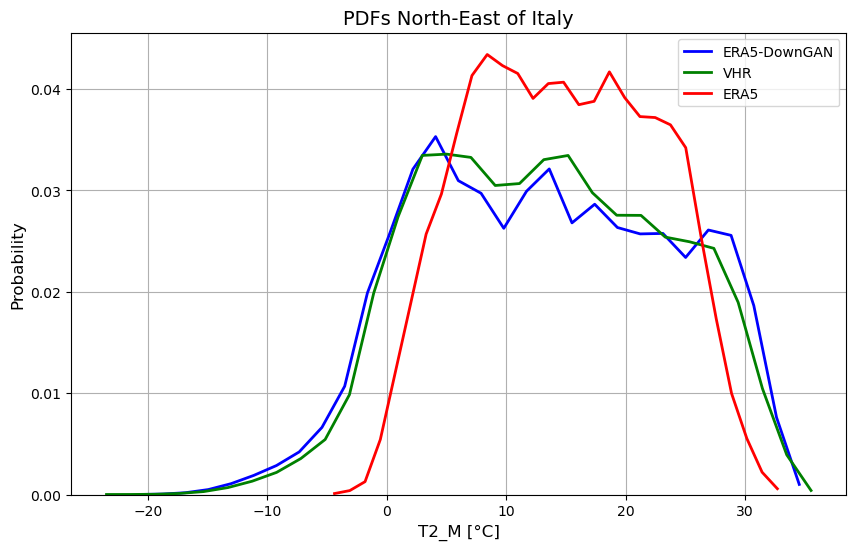 PDFs North-East of Italy
ERA5-DownGAN
VHR
ERA5
Probability
0.04
0.03
0.02
0.01
0.00
−20
−10
0
10
20
30
T2_M [°C]